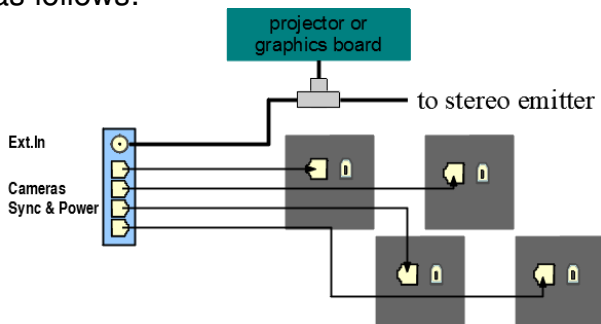 as follows:
projector or
graphics board
to stereo emitter
Ext.In
Cameras
Sync & Power